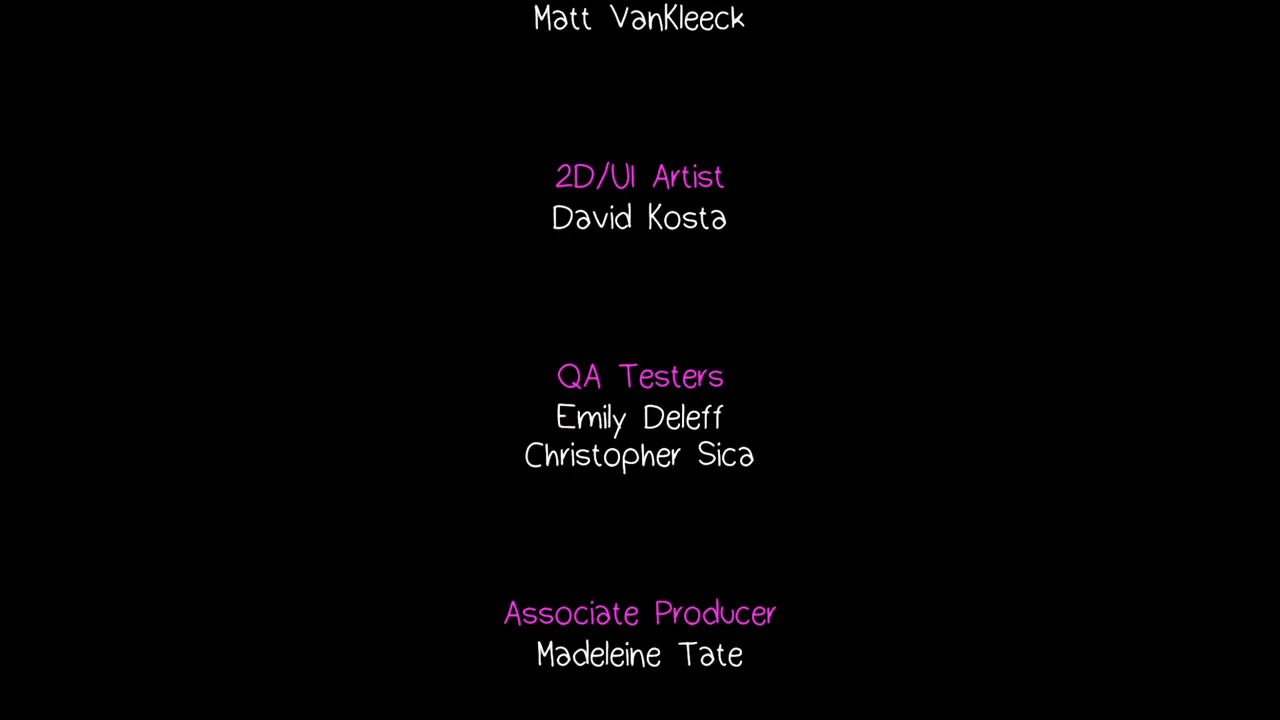 Matt VanKleeck
2D/UI Artist
David Kosta
QA Testers
Emily Deleff
Christopher Sica
Associate Producer
Madeleine Tate